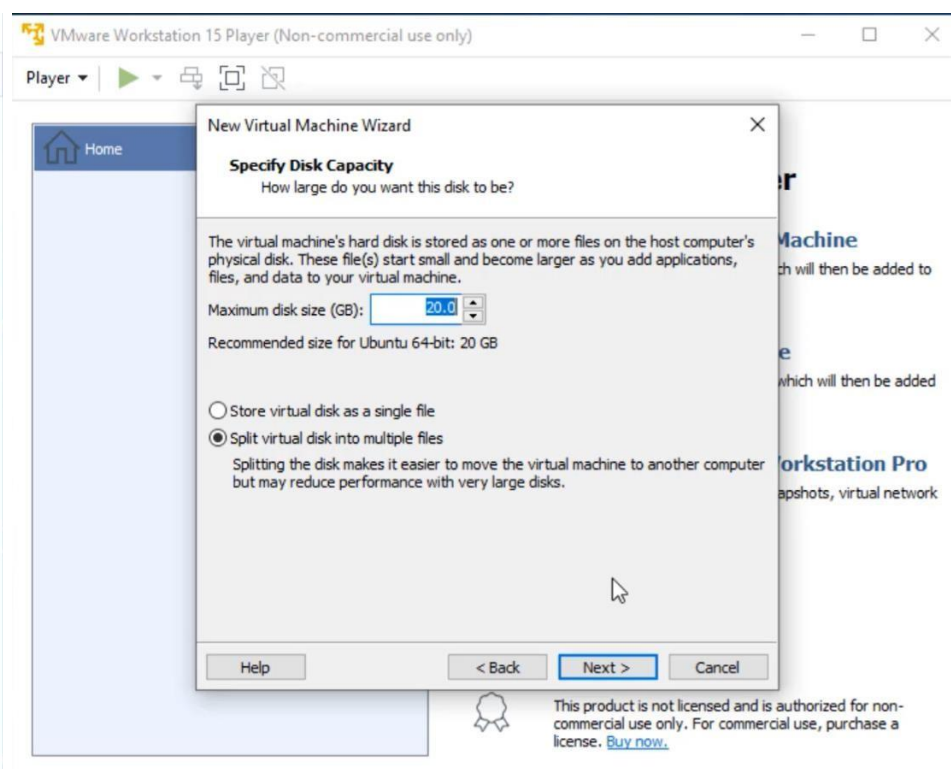 VMware Workstation 15 Player (Non-commercial use only)
Player
Home
New Virtual Machine Wizard
Specify Disk Capacity
How large do you want this disk to be?
The virtual machine's hard disk is stored as one or more files on the host computer's
physical disk. These file(s) start small and become larger as you add applications,
files, and data to your virtual machine.
Maximum disk size (GB): 20.0
Recommended size for Ubuntu 64-bit: 20 GB
Store virtual disk as a single file
Split virtual disk into multiple files
Splitting the disk makes it easier to move the virtual machine to another computer
but may reduce performance with very large disks.
Help < Back Next > Cancel
Machine
will then be added to
which will then be added
Workstation Pro
virtual network
This product is not licensed and is authorized for non-
commercial use only. For commercial use, purchase a
license. Buy now.